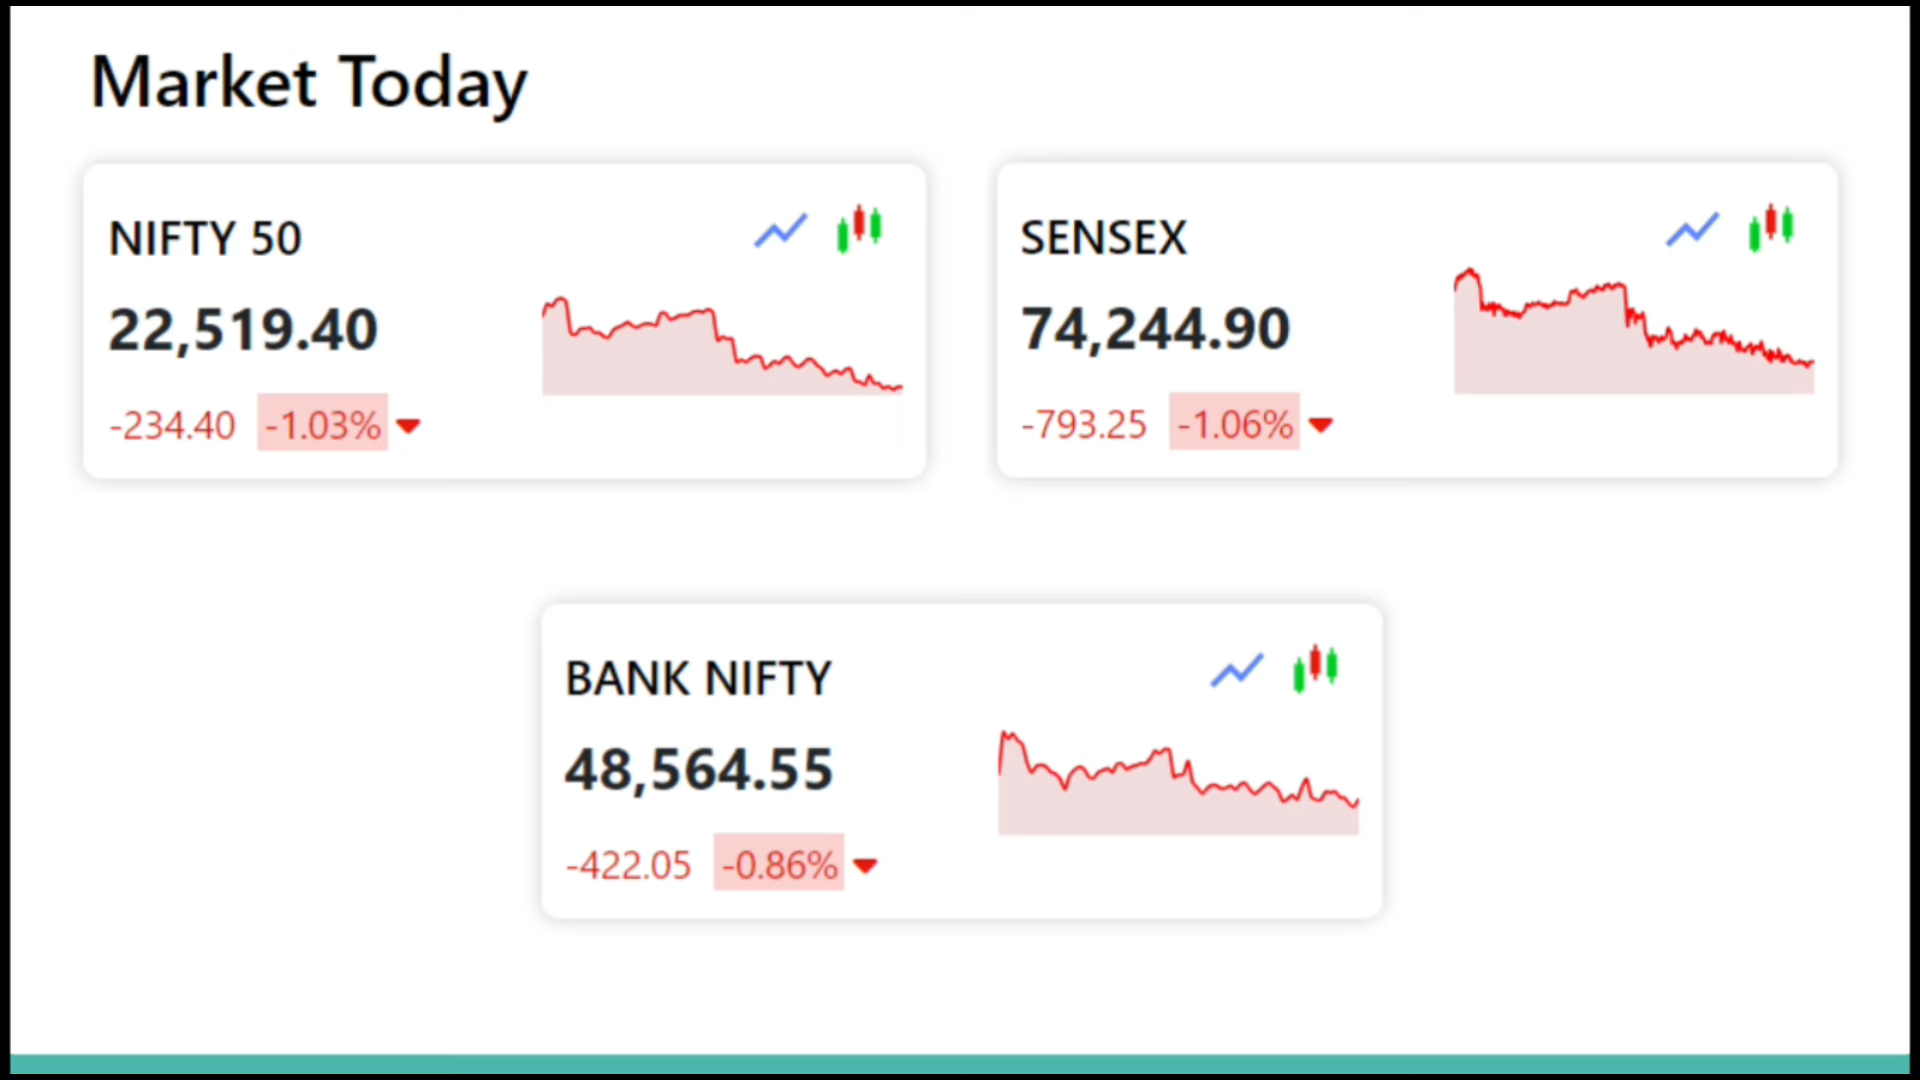 Market Today
NIFTY 50
22,519.40
-234.40 -1.03%
SENSEX
74,244.90
-793.25 -1.06%
BANK NIFTY
48,564.55
-422.05 -0.86%